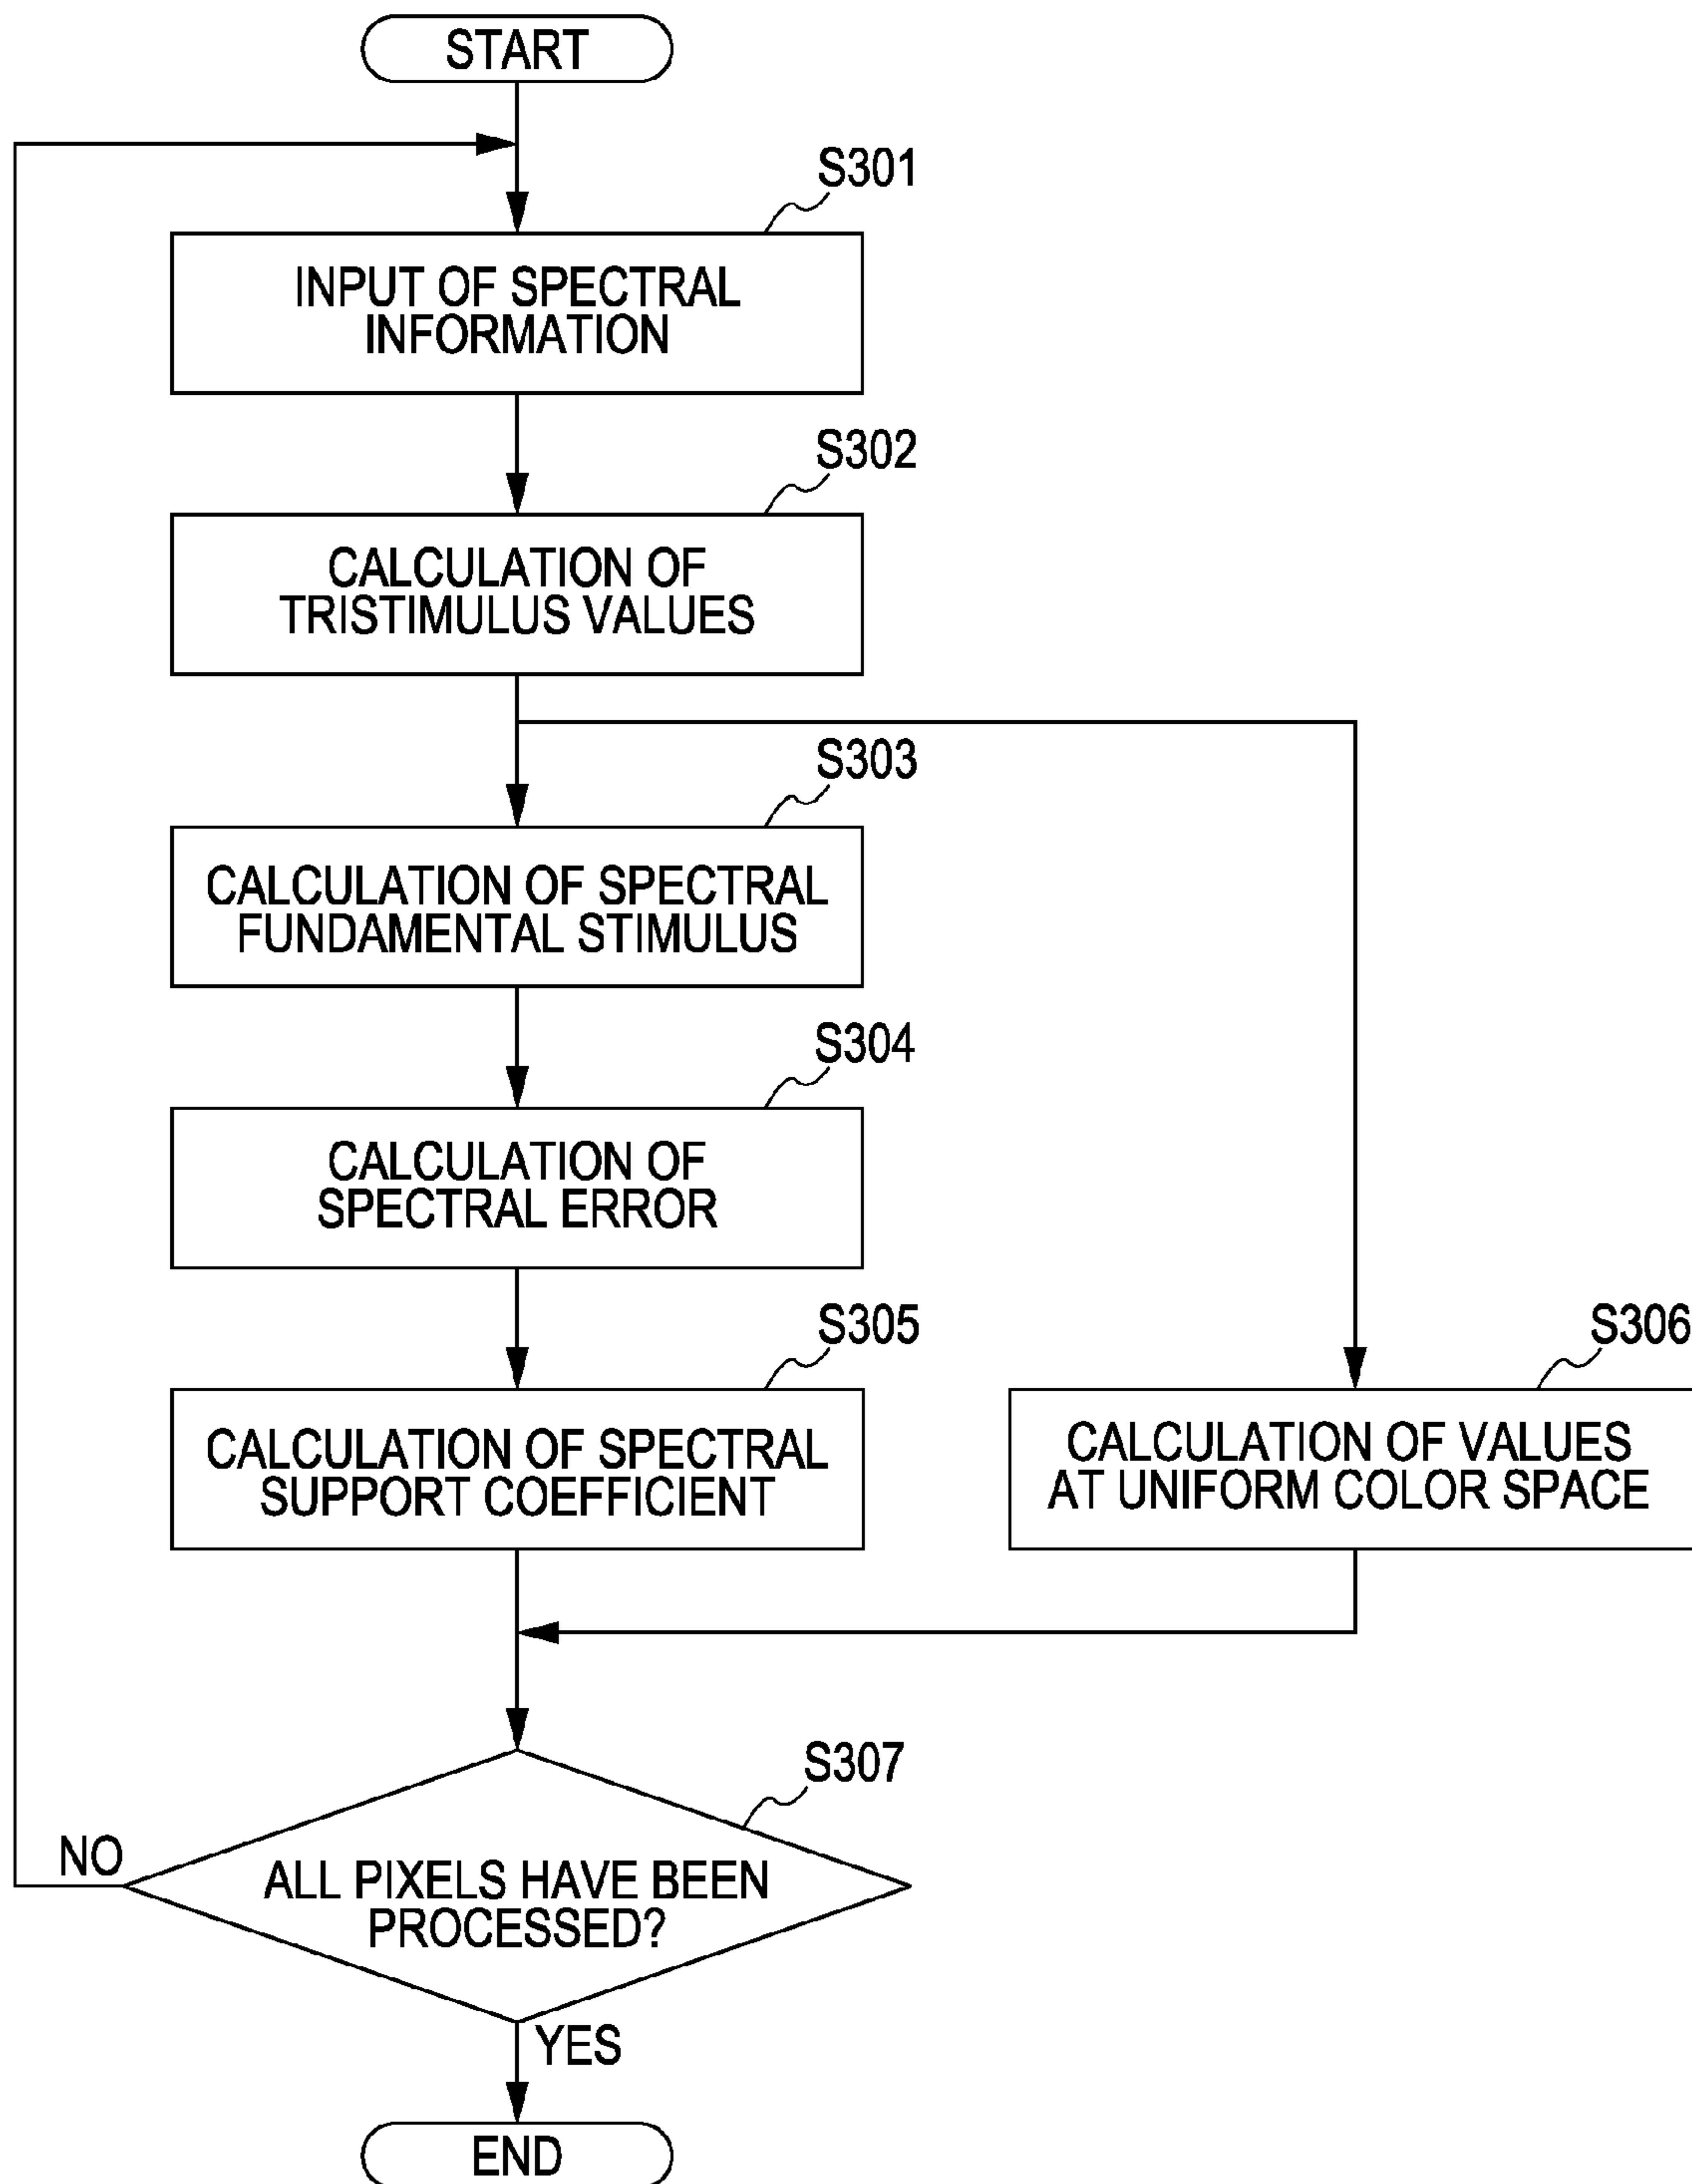 START
S301
INPUT OF SPECTRAL
INFORMATION
S302
CALCULATION OF
TRISTIMULUS VALUES
S303
CALCULATION OF SPECTRAL
FUNDAMENTAL STIMULUS
S304
CALCULATION OF
SPECTRAL ERROR
S305
CALCULATION OF SPECTRAL
SUPPORT COEFFICIENT
S306
CALCULATION OF VALUES
AT UNIFORM COLOR SPACE
S307
NO
ALL PIXELS HAVE BEEN
PROCESSED?
YES
END